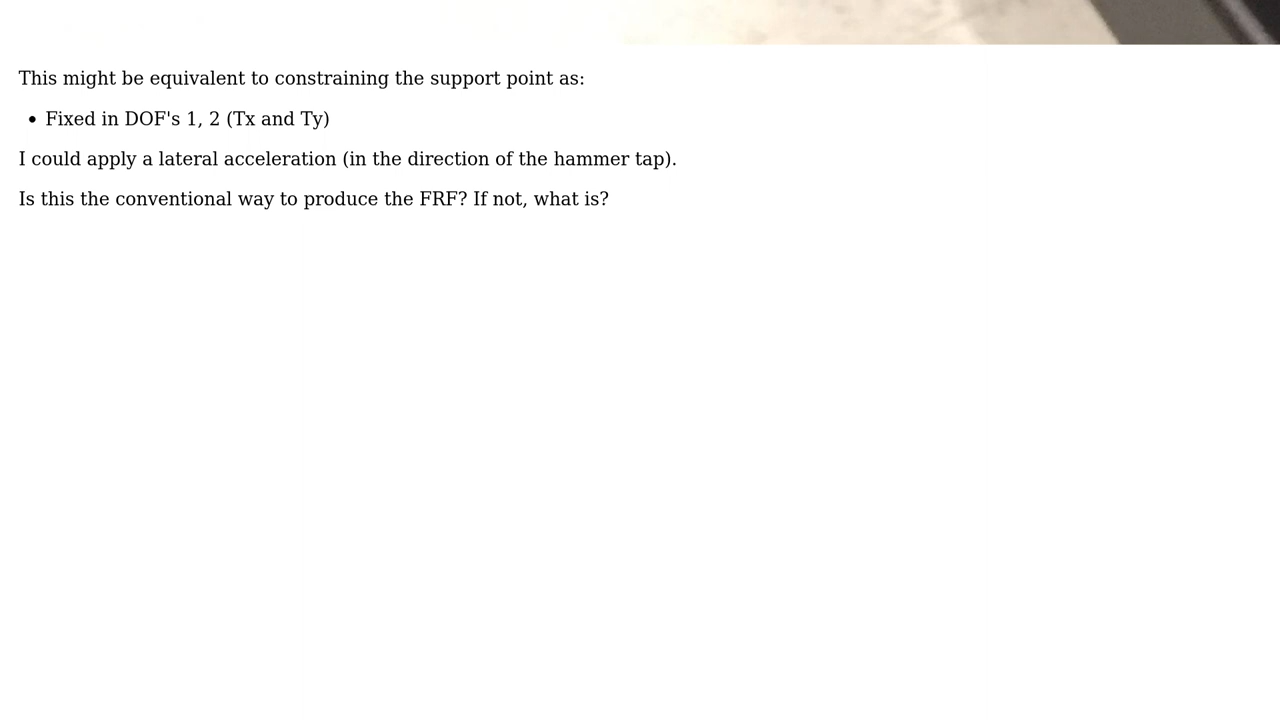 This might be equivalent to constraining the support point as:
• Fixed in DOF's 1, 2 (Tx and Ty)
I could apply a lateral acceleration (in the direction of the hammer tap).
Is this the conventional way to produce the FRF? If not, what is?